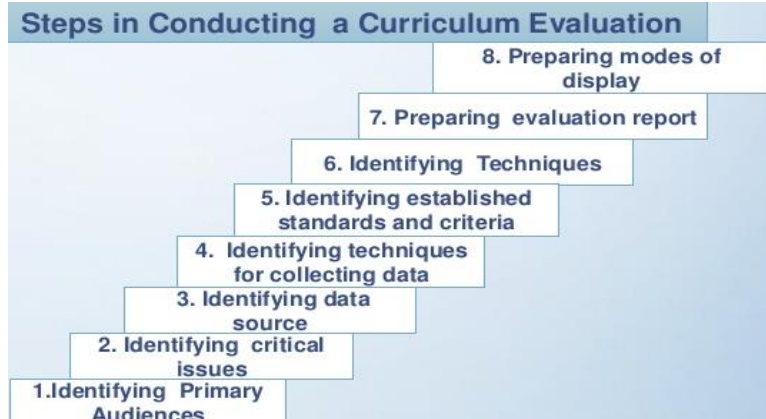 Steps in Conducting a Curriculum Evaluation
8. Preparing modes of
display
7. Preparing evaluation report
6. Identifying Techniques
5. Identifying established
standards and criteria
4. Identifying techniques
for collecting data
3. Identifying data
source
2. Identifying critical
issues
1.Identifying Primary
Audiences